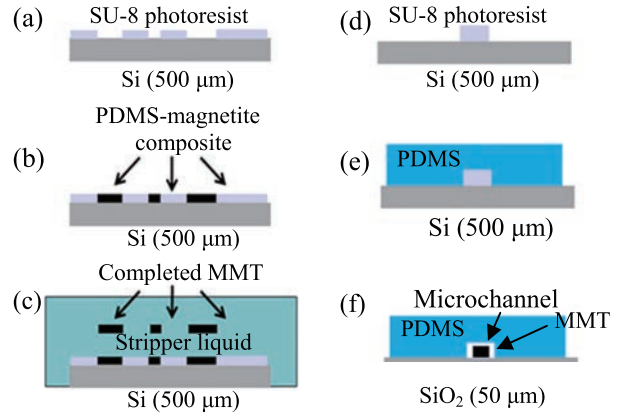 (a)
SU-8 photoresist
Si (500 μm)
PDMS-magnetite
composite
(b)
Si (500 μm)
Completed MMT
(c)
Stripper liquid
Si (500 μm)
(d)
SU-8 photoresist
Si (500 μm)
(e)
PDMS
Si (500 μm)
(f)
Microchannel
PDMS
MMT
SiO₂ (50 μm)